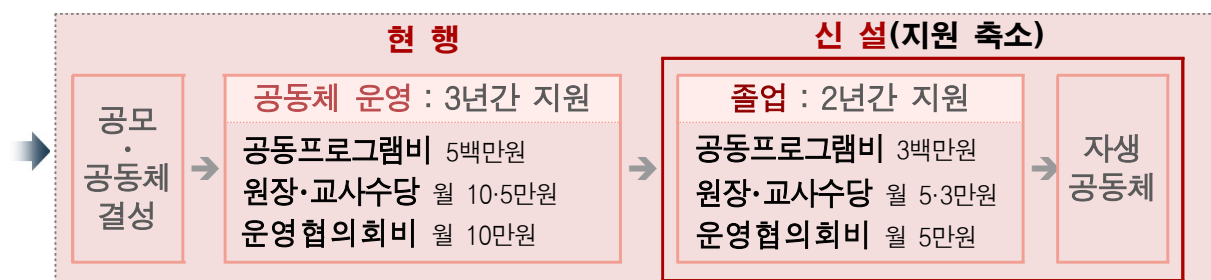 현 행
신 설(지원 축소)
공모
·
공동체
결성
공동체 운영 : 3년간 지원
공동프로그램비 5백만원
원장·교사수당 월 10·5만원
운영협의회비 월 10만원
졸업 : 2년간 지원
공동프로그램비 3백만원
원장·교사수당 월 5·3만원
운영협의회비 월 5만원
자생
공동체